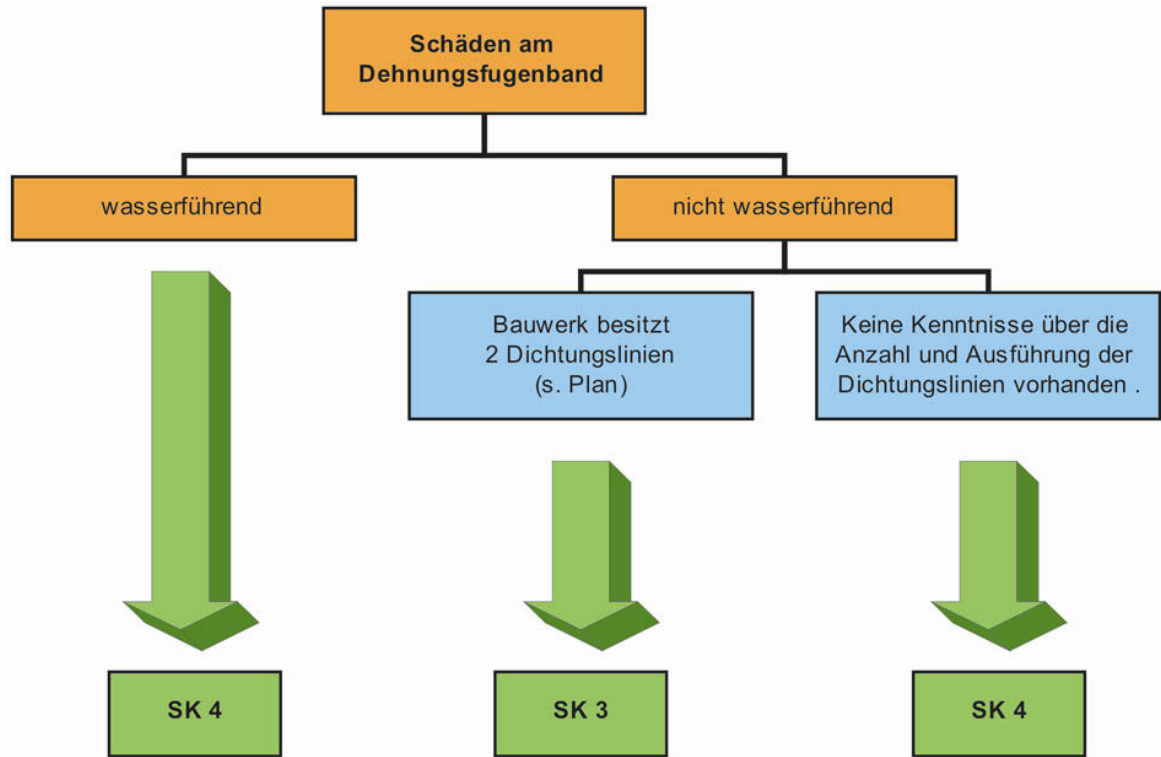 Schäden am
Dehnungsfugenband
wasserführend
nicht wasserführend
Bauwerk besitzt
2 Dichtungslinien
(s. Plan)
Keine Kenntnisse über die
Anzahl und Ausführung der
Dichtungslinien vorhanden .
SK 4
SK 3
SK 4